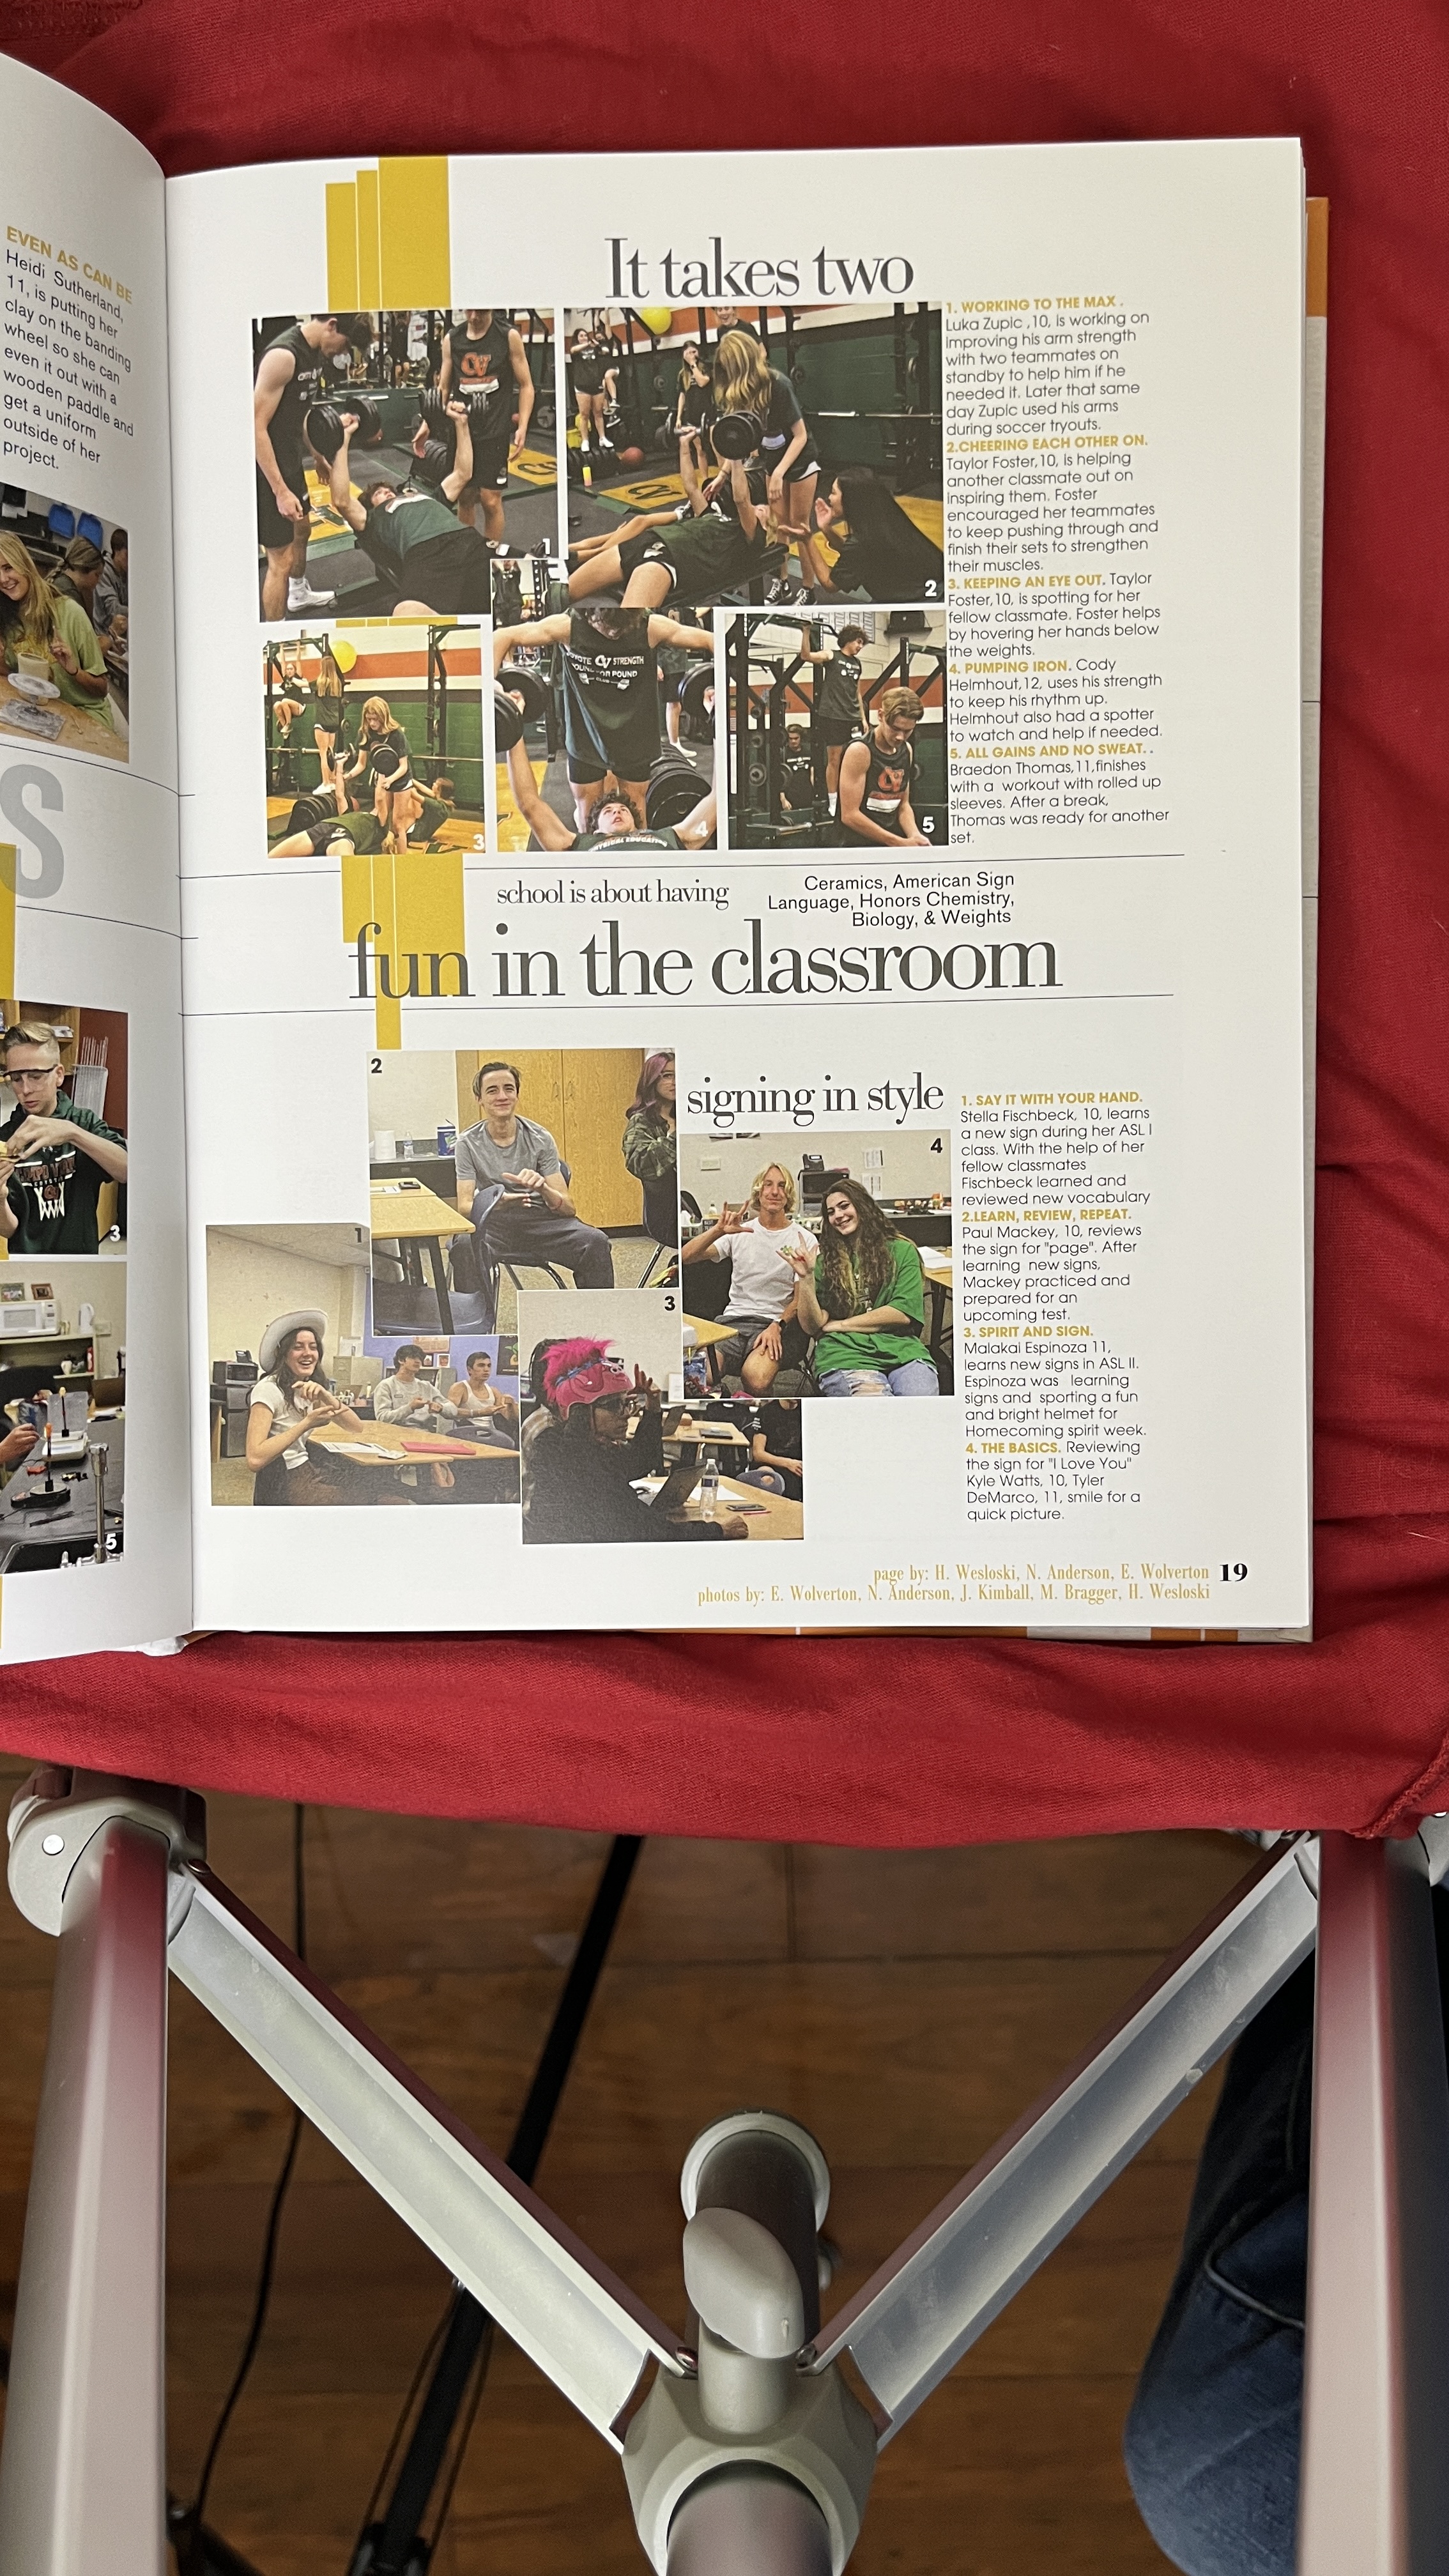 EVEN AS CAN BE
Heidi Sutherland,
11, is putting her
clay on the banding
wheel so she can
even it out with a
wooden paddle and
get a uniform
outside of her
project.
S
3
5
It takes two
1
2
3
4
5
CV
CV
CV STRENGTH
POUND FOR POUND
PHYSICAL EDUCATION
1. WORKING TO THE MAX .
Luka Zupic ,10, is working on
improving his arm strength
with two teammates on
standby to help him if he
needed it. Later that same
day Zupic used his arms
during soccer tryouts.
2.CHEERING EACH OTHER ON.
Taylor Foster,10, is helping
another classmate out on
inspiring them. Foster
encouraged her teammates
to keep pushing through and
finish their sets to strengthen
their muscles.
3. KEEPING AN EYE OUT. Taylor
Foster,10, is spotting for her
fellow classmate. Foster helps
by hovering her hands below
the weights.
4. PUMPING IRON. Cody
Helmhout,12, uses his strength
to keep his rhythm up.
Helmhout also had a spotter
to watch and help if needed.
5. ALL GAINS AND NO SWEAT. .
Braedon Thomas,11,finishes
with a workout with rolled up
sleeves. After a break,
Thomas was ready for another
set.
school is about having
Ceramics, American Sign
Language, Honors Chemistry,
Biology, & Weights
fun in the classroom
signing in style
2
4
1
3
1. SAY IT WITH YOUR HAND.
Stella Fischbeck, 10, learns
a new sign during her ASL I
class. With the help of her
fellow classmates
Fischbeck learned and
reviewed new vocabulary
2.LEARN, REVIEW, REPEAT.
Paul Mackey, 10, reviews
the sign for "page". After
learning new signs,
Mackey practiced and
prepared for an
upcoming test.
3. SPIRIT AND SIGN.
Malakai Espinoza 11,
learns new signs in ASL II.
Espinoza was learning
signs and sporting a fun
and bright helmet for
Homecoming spirit week.
4. THE BASICS. Reviewing
the sign for "I Love You"
Kyle Watts, 10, Tyler
DeMarco, 11, smile for a
quick picture.
page by: H. Wesloski, N. Anderson, E. Wolverton 19
photos by: E. Wolverton, N. Anderson, J. Kimball, M. Bragger, H. Wesloski